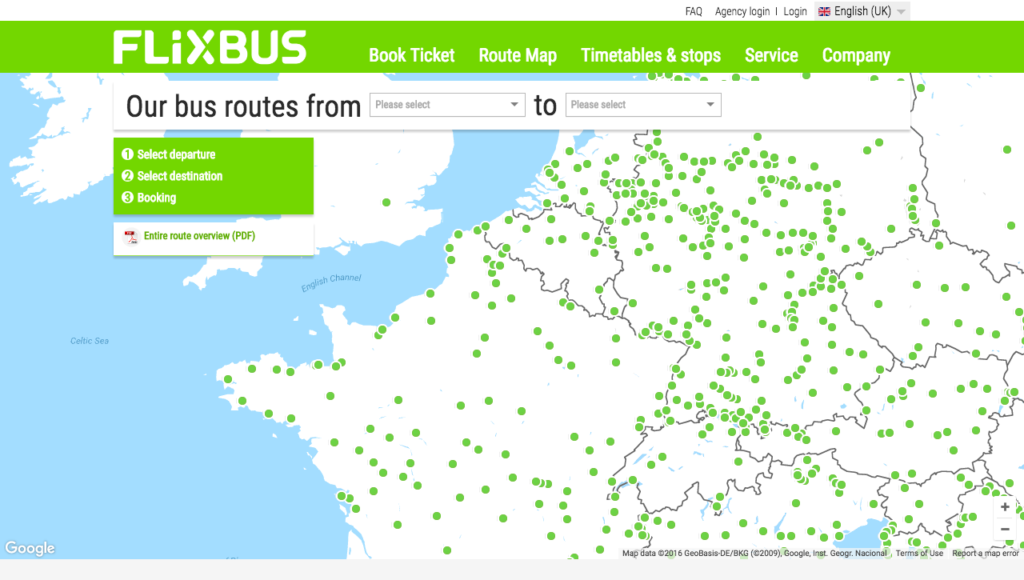 FAQ Agency login | Login English (UK)
FLiXBUS Book Ticket Route Map Timetables & stops Service Company
Our bus routes from Please select to Please select
1 Select departure
2 Select destination
3 Booking
Entire route overview (PDF)
English Channel
Celtic Sea
+
−
Google Map data ©2016 GeoBasis-DE/BKG (©2009), Google, Inst. Geogr. Nacional Terms of Use Report a map error